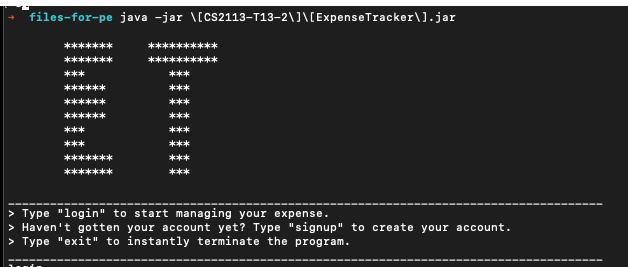 → files-for-pe java -jar \[CS2113-T13-2\]\[ExpenseTracker\].jar
******* **********
******* **********
*** ***
****** ***
****** ***
****** ***
*** ***
*** ***
******* ***
******* ***
> Type "login" to start managing your expense.
> Haven't gotten your account yet? Type "signup" to create your account.
> Type "exit" to instantly terminate the program.
login